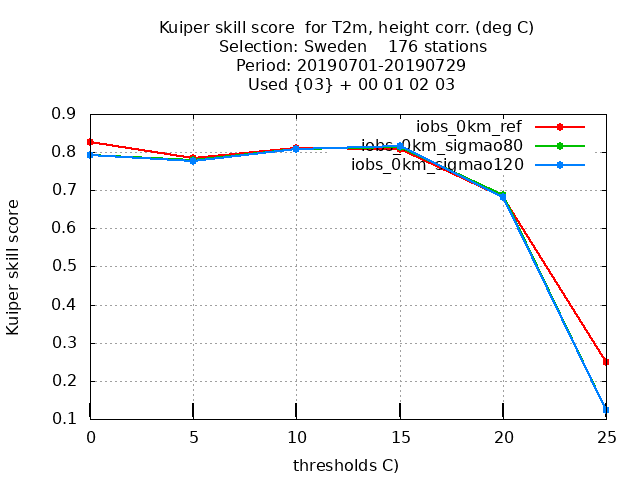 Kuiper skill score  for T2m, height corr. (deg C)
Selection: Sweden    176 stations
Period: 20190701-20190729
Used {03} + 00 01 02 03
iobs_0km_ref
iobs_0km_sigmao80
iobs_0km_sigmao120
Kuiper skill score
0.9
0.8
0.7
0.6
0.5
0.4
0.3
0.2
0.1
0 5 10 15 20 25
thresholds C)